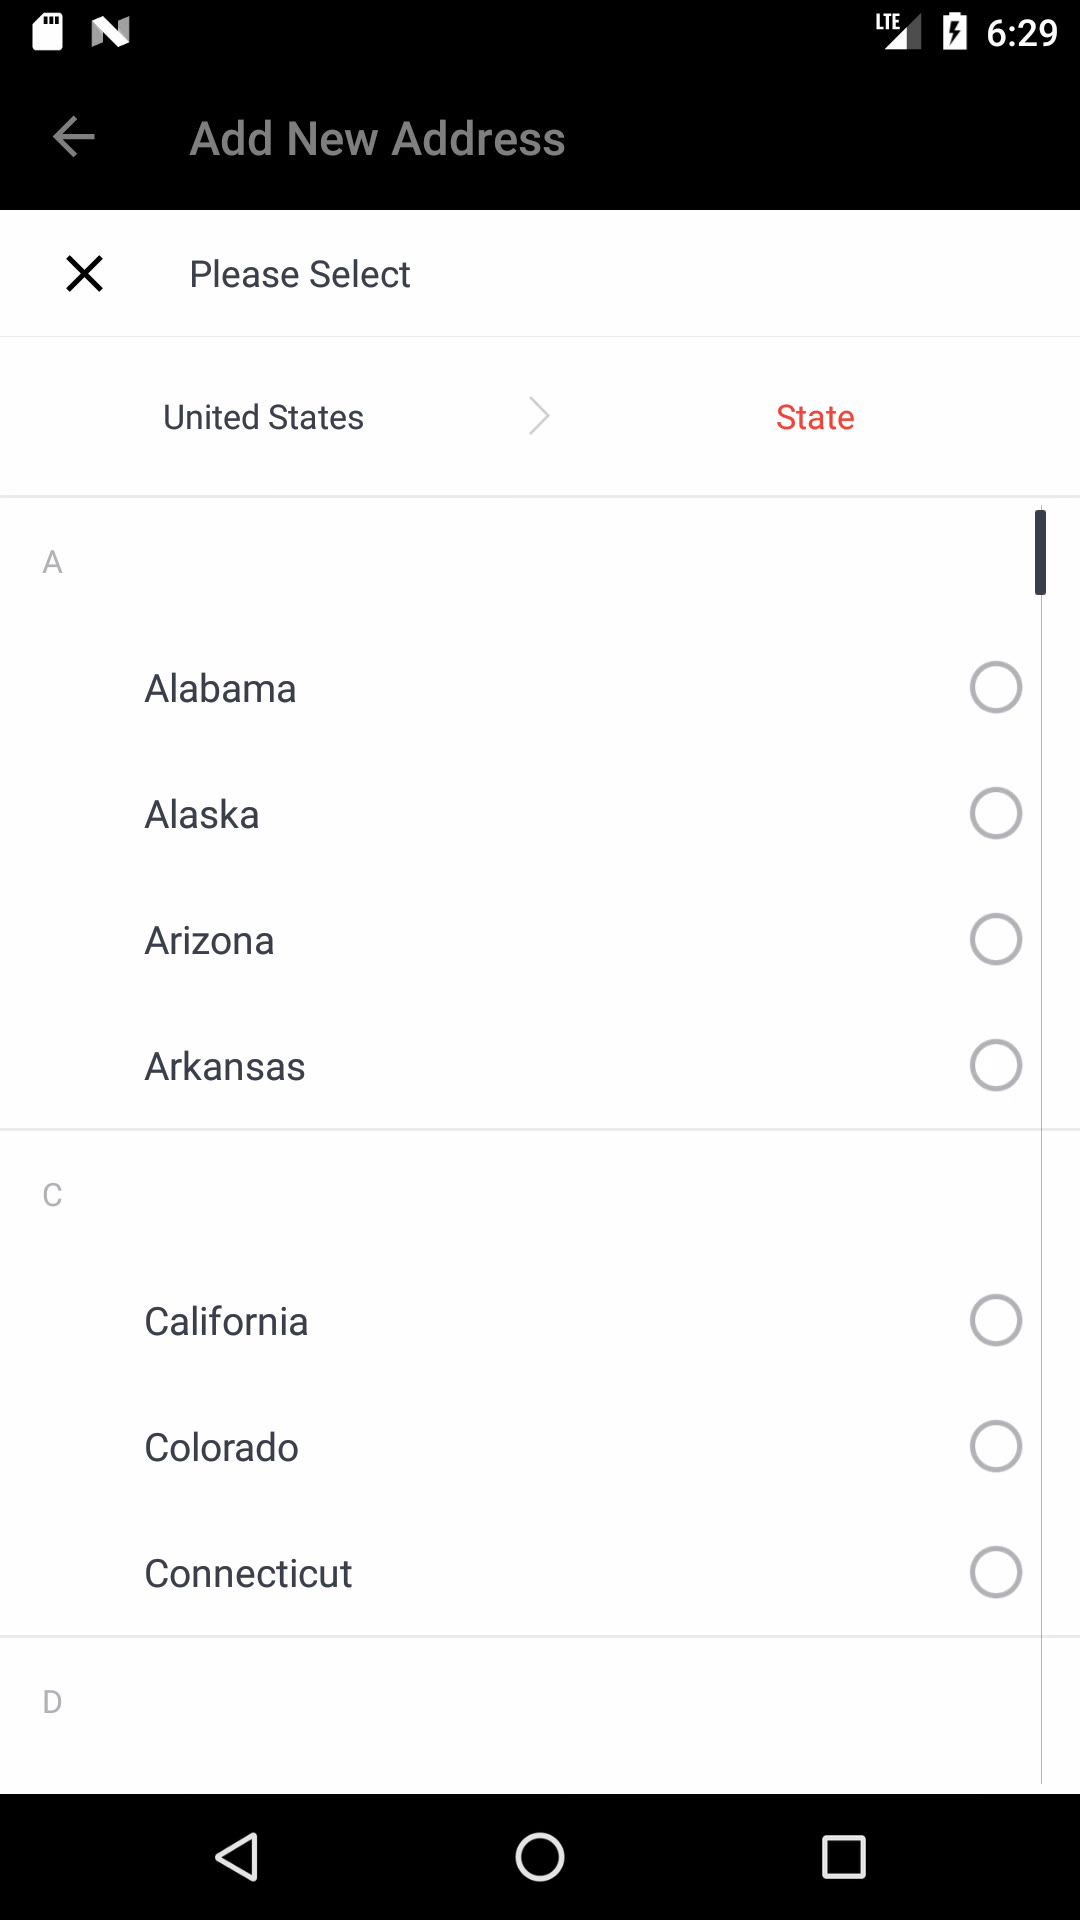 LTE 6:29
Add New Address
Please Select
United States State
A
Alabama
Alaska
Arizona
Arkansas
C
California
Colorado
Connecticut
D